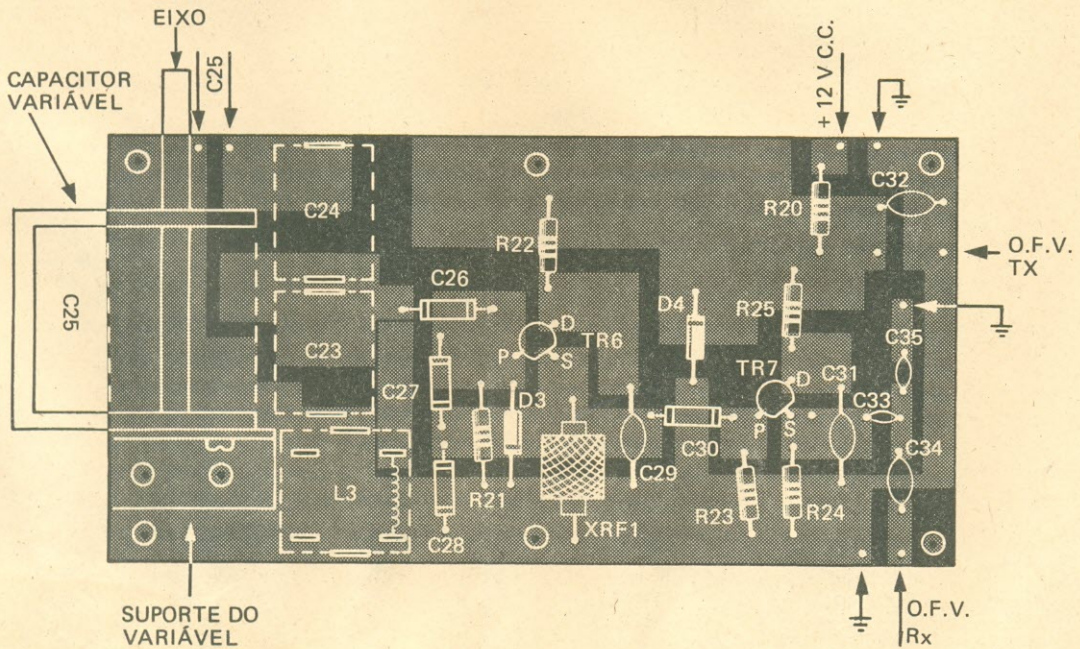 EIXO
CAPACITOR
VARIÁVEL
C25
+ 12 V C.C.
C24
R22
R20
C32
O.F.V.
TX
C25
C26
D4
R25
C23
D
TR6
P
S
C35
TR7
D
C31
C27
D3
C33
P
S
C30
C29
C34
L3
R21
R23
R24
C28
XRF1
SUPORTE DO
VARIÁVEL
O.F.V.
Rx